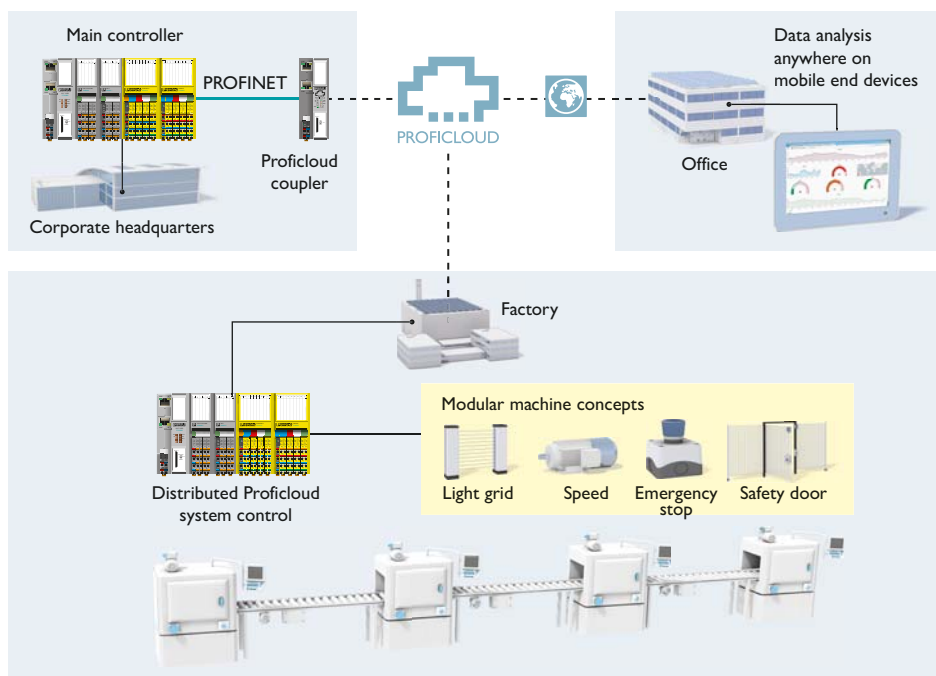 Main controller
PROFINET
Proficloud
coupler
Corporate headquarters
PROFICLOUD
Data analysis
anywhere on
mobile end devices
Office
Factory
Distributed Proficloud
system control
Modular machine concepts
Light grid
Speed
Emergency
stop
Safety door